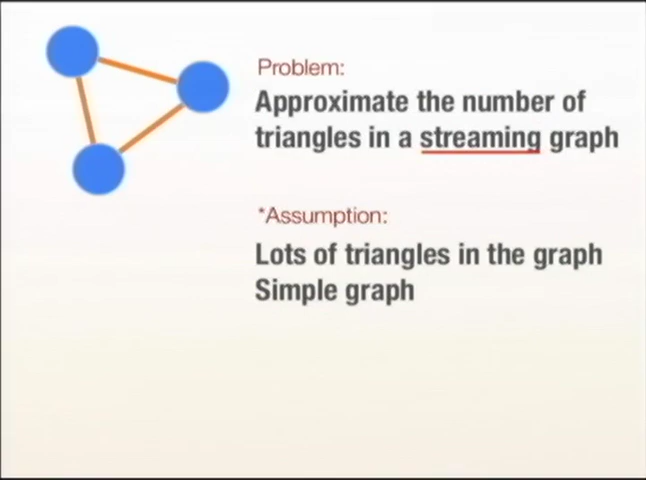 Problem:
Approximate the number of
triangles in a streaming graph
*Assumption:
Lots of triangles in the graph
Simple graph